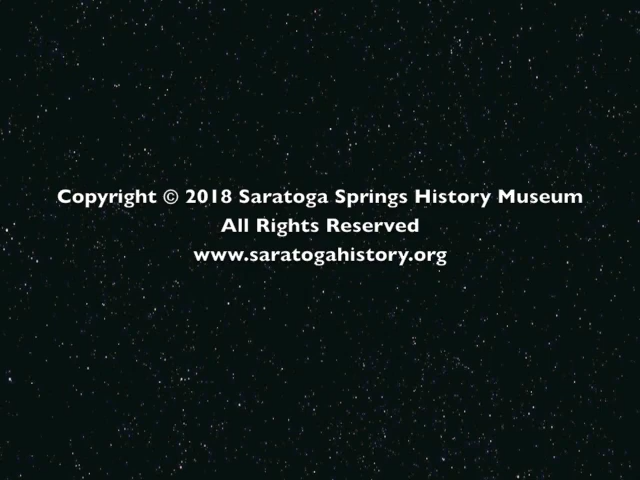 Copyright © 2018 Saratoga Springs History Museum
All Rights Reserved
www.saratogahistory.org